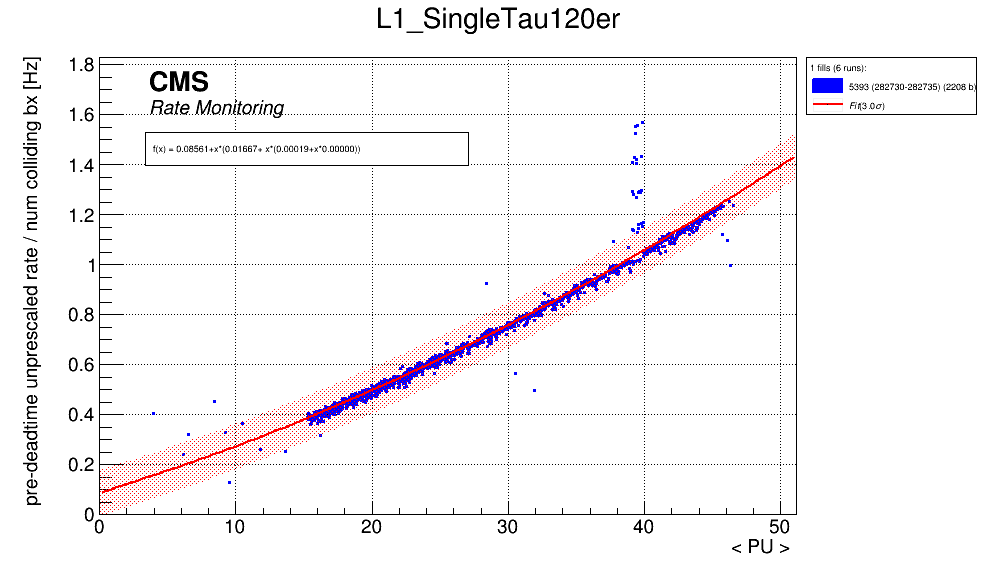 L1_SingleTau120er
pre-deadtime unprescaled rate / num colliding bx [Hz]
CMS
Rate Monitoring
f(x) = 0.08561+x*(0.01667+ x*(0.00019+x*0.00000))
1 fills (6 runs):
5393 (282730-282735) (2208 b)
Fit(3.0σ)
1.8
1.6
1.4
1.2
1
0.8
0.6
0.4
0.2
0
0 10 20 30 40 50
< PU >